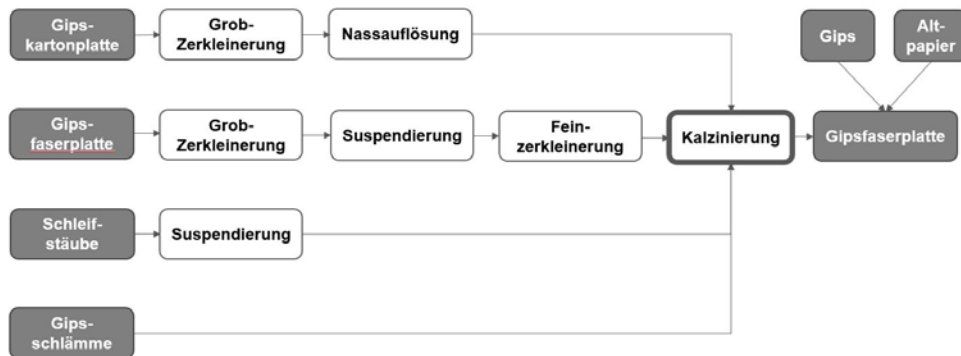 Gips-
kartonplatte
Grob-
Zerkleinerung
Nassauflösung
Gips
Alt-
papier
Gips-
faserplatte
Grob-
Zerkleinerung
Suspendierung
Fein-
zerkleinerung
Kalzinierung
Gipsfaserplatte
Schleif-
stäube
Suspendierung
Gips-
schlämme